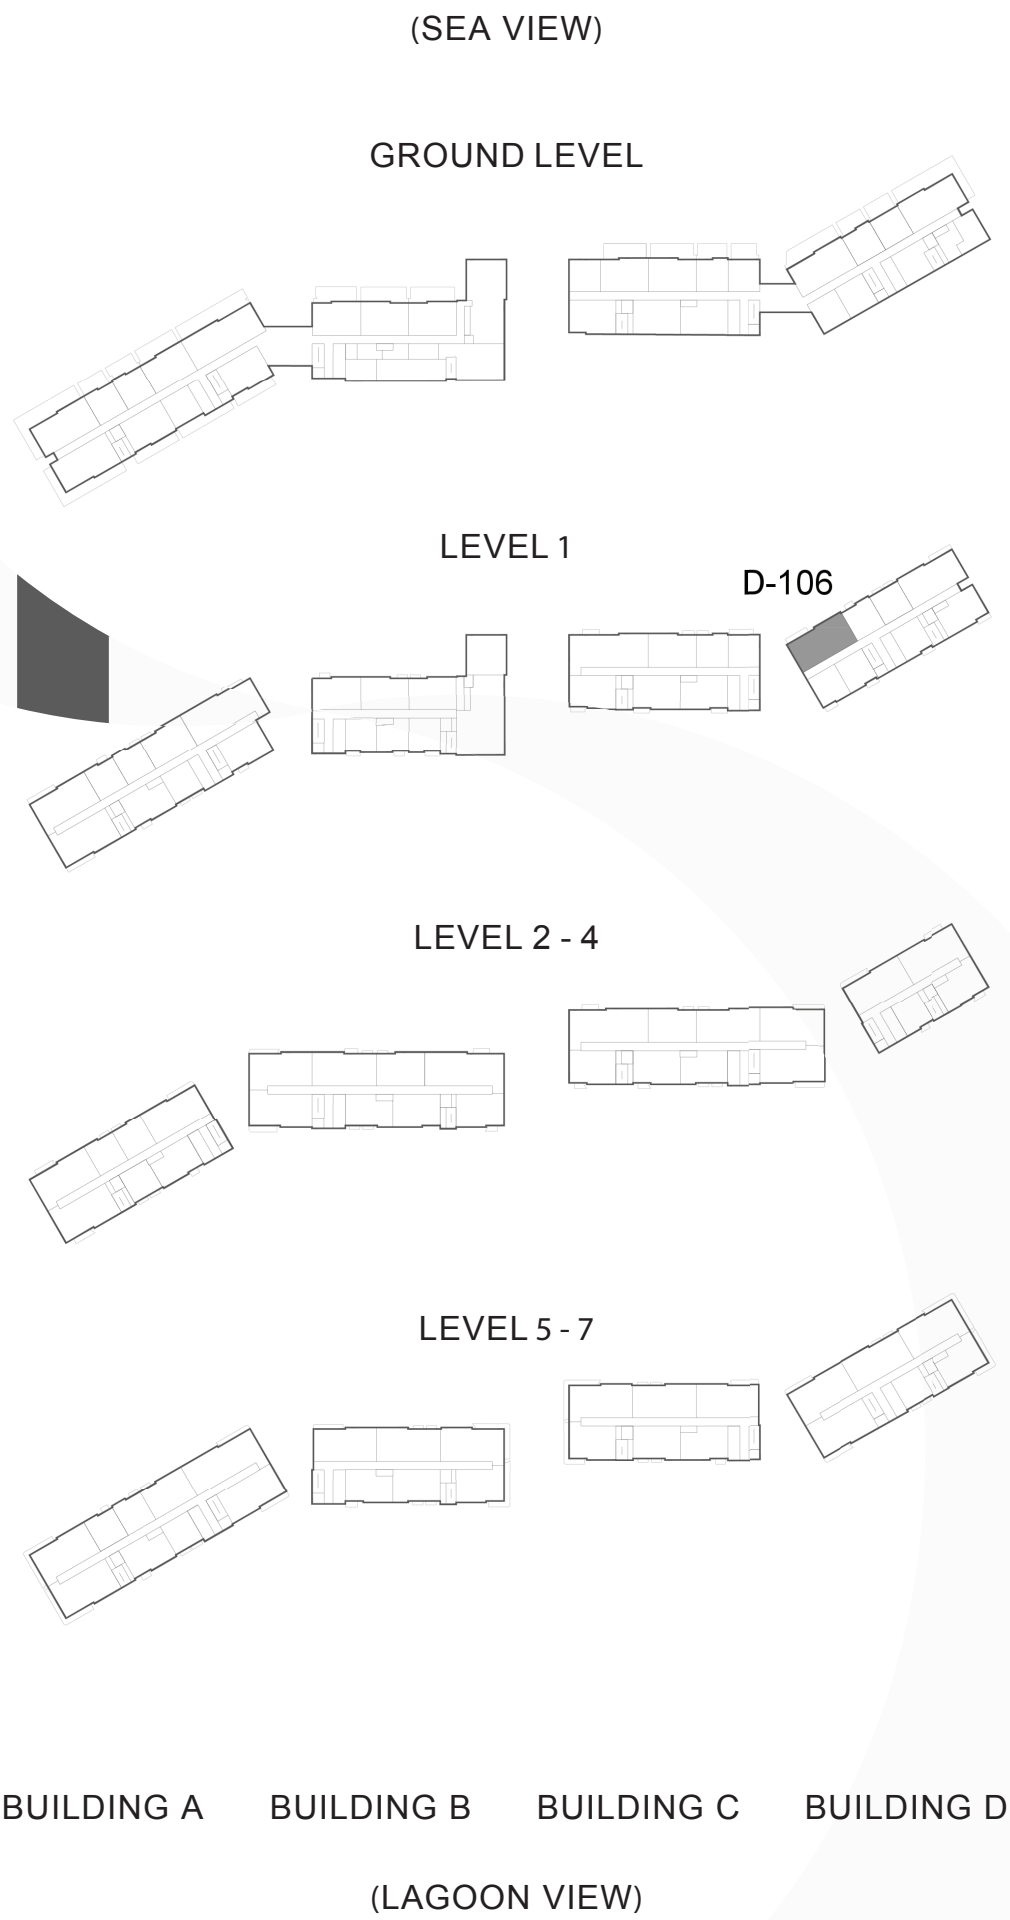 (SEA VIEW)
GROUND LEVEL
LEVEL 1
D-106
LEVEL 2 - 4
LEVEL 5 - 7
BUILDING A BUILDING B BUILDING C BUILDING D
(LAGOON VIEW)